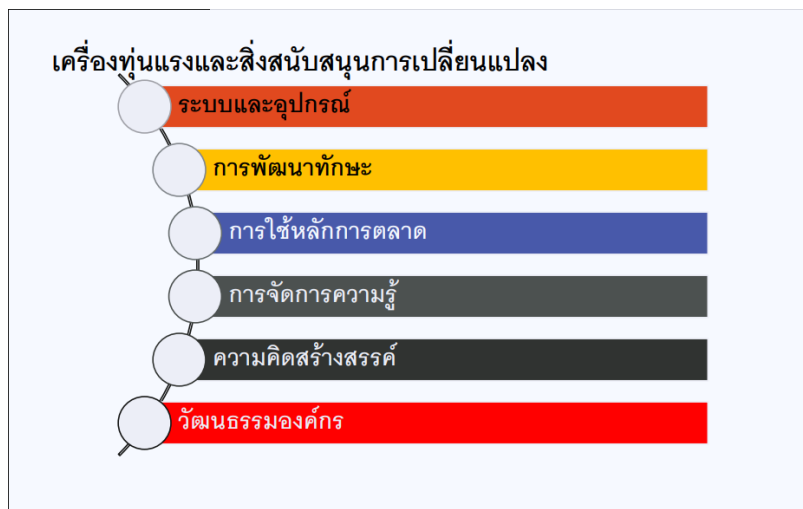 เครื่องทุ่นแรงและสิ่งสนับสนุนการเปลี่ยนแปลง
ระบบและอุปกรณ์
การพัฒนาทักษะ
การใช้หลักการตลาด
การจัดการความรู้
ความคิดสร้างสรรค์
วัฒนธรรมองค์กร